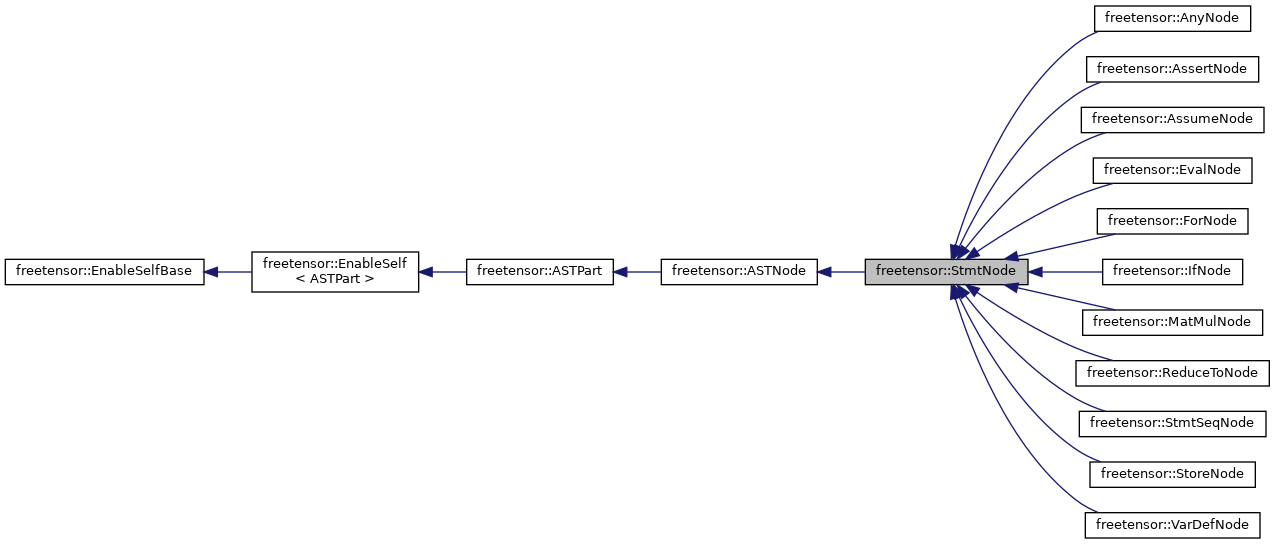 freetensor::AnyNode
freetensor::AssertNode
freetensor::AssumeNode
freetensor::EvalNode
freetensor::ForNode
freetensor::EnableSelfBase
freetensor::EnableSelf
< ASTPart >
freetensor::ASTPart
freetensor::ASTNode
freetensor::StmtNode
freetensor::IfNode
freetensor::MatMulNode
freetensor::ReduceToNode
freetensor::StmtSeqNode
freetensor::StoreNode
freetensor::VarDefNode